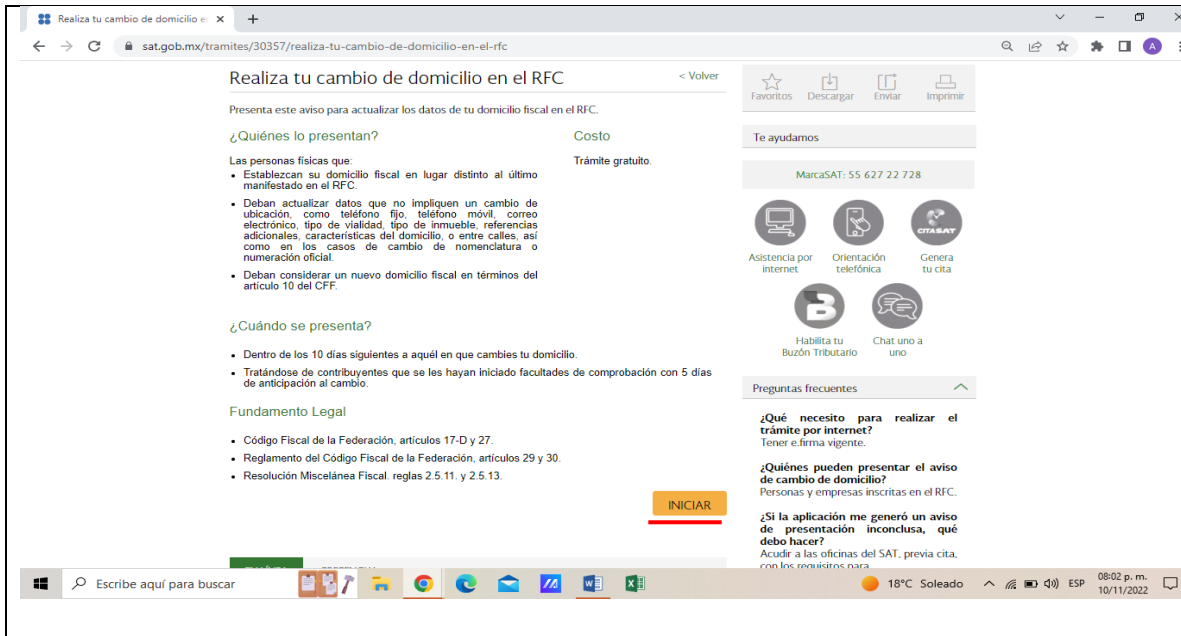 Realiza tu cambio de domicilio e
sat.gob.mx/tramites/30357/realiza-tu-cambio-de-domicilio-en-el-rfc
A
Realiza tu cambio de domicilio en el RFC
< Volver
Presenta este aviso para actualizar los datos de tu domicilio fiscal en el RFC.
¿Quiénes lo presentan?
Las personas físicas que:
• Establezcan su domicilio fiscal en lugar distinto al último
manifestado en el RFC.
• Deban actualizar datos que no impliquen un cambio de
ubicación, como teléfono fijo, teléfono móvil, correo
electrónico, tipo de vialidad, tipo de inmueble, referencias
adicionales, características del domicilio, o entre calles, así
como en los casos de cambio de nomenclatura o
numeración oficial.
• Deban considerar un nuevo domicilio fiscal en términos del
artículo 10 del CFF.
Costo
Trámite gratuito.
¿Cuándo se presenta?
• Dentro de los 10 días siguientes a aquél en que cambies tu domicilio.
• Tratándose de contribuyentes que se les hayan iniciado facultades de comprobación con 5 días
de anticipación al cambio.
Fundamento Legal
• Código Fiscal de la Federación, artículos 17-D y 27.
• Reglamento del Código Fiscal de la Federación, artículos 29 y 30.
• Resolución Miscelánea Fiscal. reglas 2.5.11. y 2.5.13.
INICIAR
Favoritos Descargar Enviar Imprimir
Te ayudamos
MarcaSAT: 55 627 22 728
CITASAT
Asistencia por
internet
Orientación
telefónica
Genera
tu cita
B
Habilita tu
Buzón Tributario
Chat uno a
uno
Preguntas frecuentes
¿Qué necesito para realizar el
trámite por internet?
Tener e.firma vigente.
¿Quiénes pueden presentar el aviso
de cambio de domicilio?
Personas y empresas inscritas en el RFC.
¿Si la aplicación me generó un aviso
de presentación inconclusa, qué
debo hacer?
Acudir a las oficinas del SAT, previa cita,
con los requisitos para
Escribe aquí para buscar
18°C Soleado
ESP
08:02 p. m.
10/11/2022